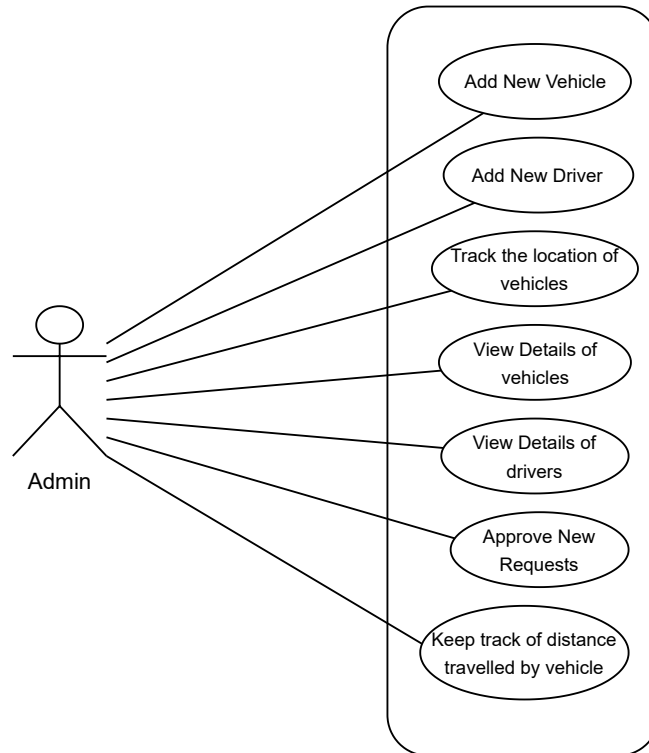 Add New Vehicle
Add New Driver
Track the location of
vehicles
View Details of
vehicles
View Details of
drivers
Admin
Approve New
Requests
Keep track of distance
travelled by vehicle